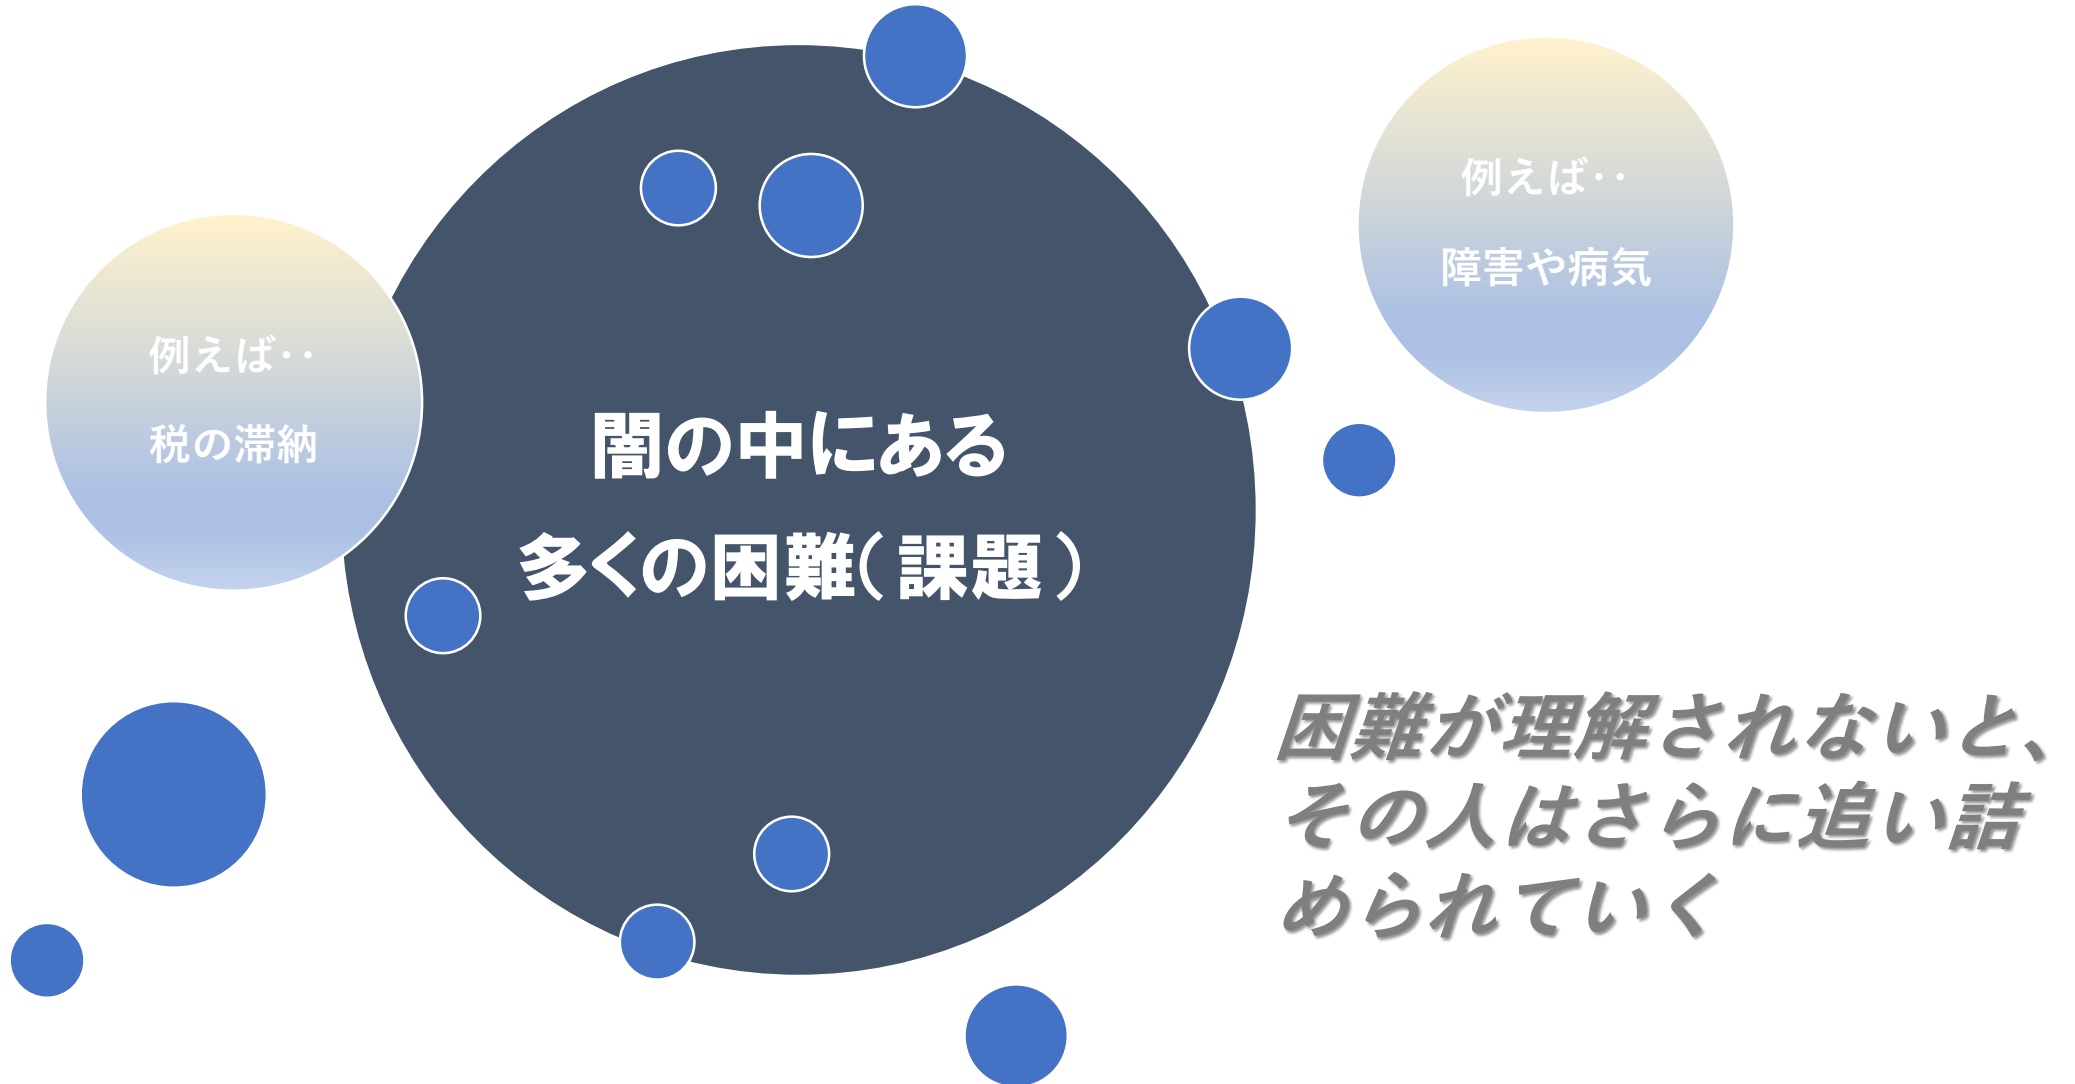 例えば‥
障害や病気
例えば‥
税の滞納
闇の中にある
多くの困難（課題）
困難が理解されないと、
その人はさらに追い詰
められていく